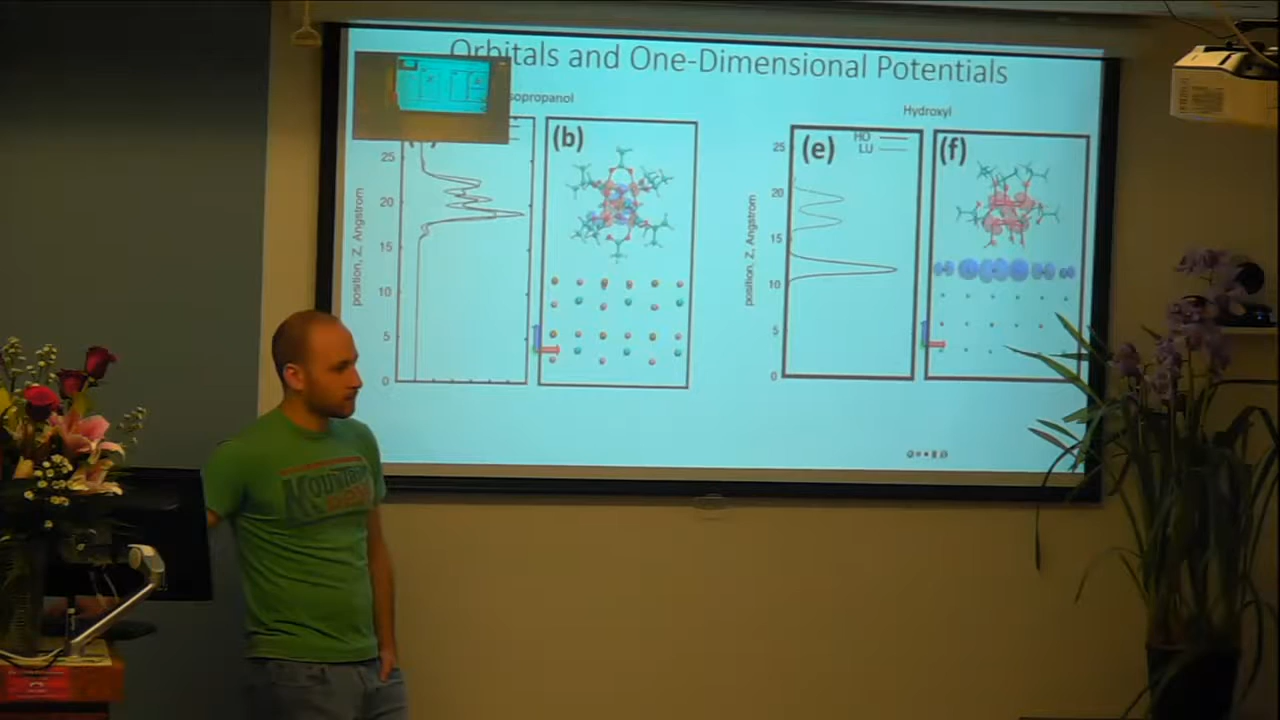 Orbitals and One-Dimensional Potentials
sopropanol
Hydroxyl
(b)
(e)
(f)
HO
LU
position, Z, Angstrom
25
20
15
10
5
0
position, Z, Angstrom
25
20
15
10
5
0